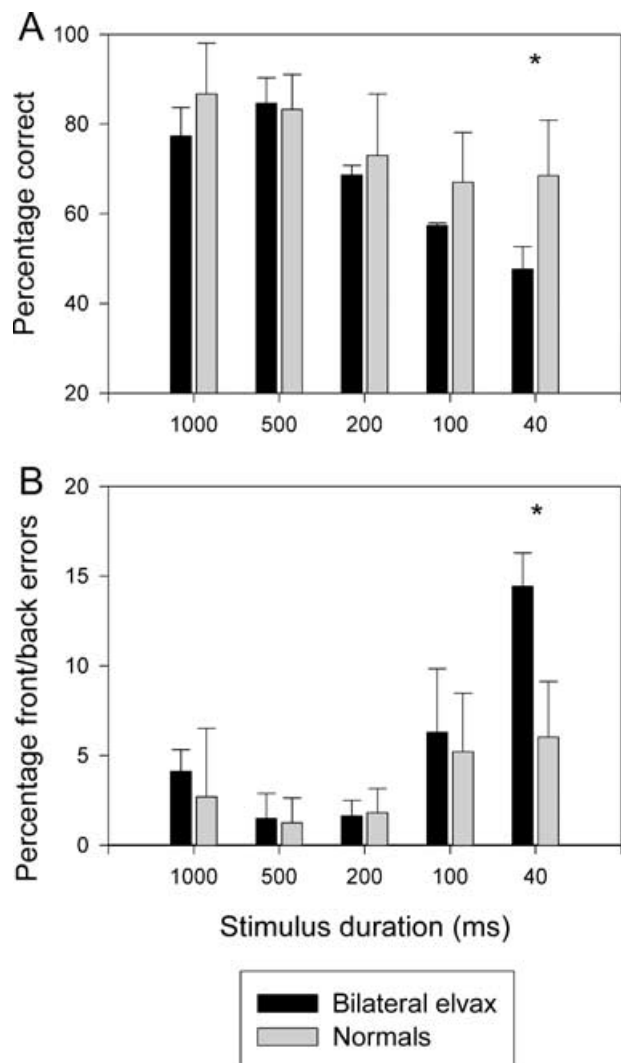 A
Percentage correct
100
80
60
40
20
*
1000 500 200 100 40
B
Percentage front/back errors
20
15
10
5
0
*
1000 500 200 100 40
Stimulus duration (ms)
Bilateral elvax
Normals